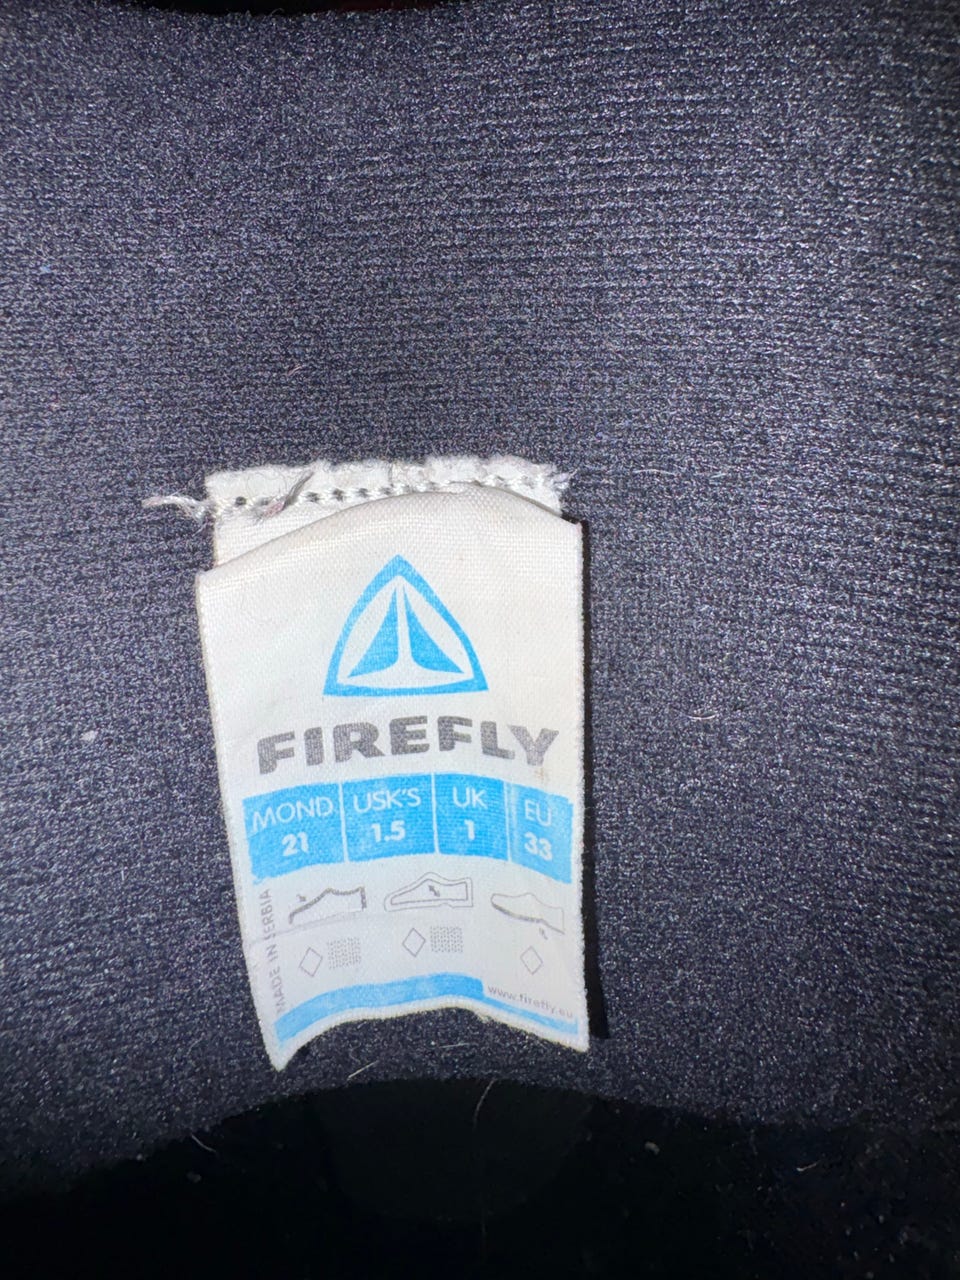 FIREFLY
MOND USK'S UK EU
21 1.5 1 33
MADE IN SERBIA
www.firefly.eu